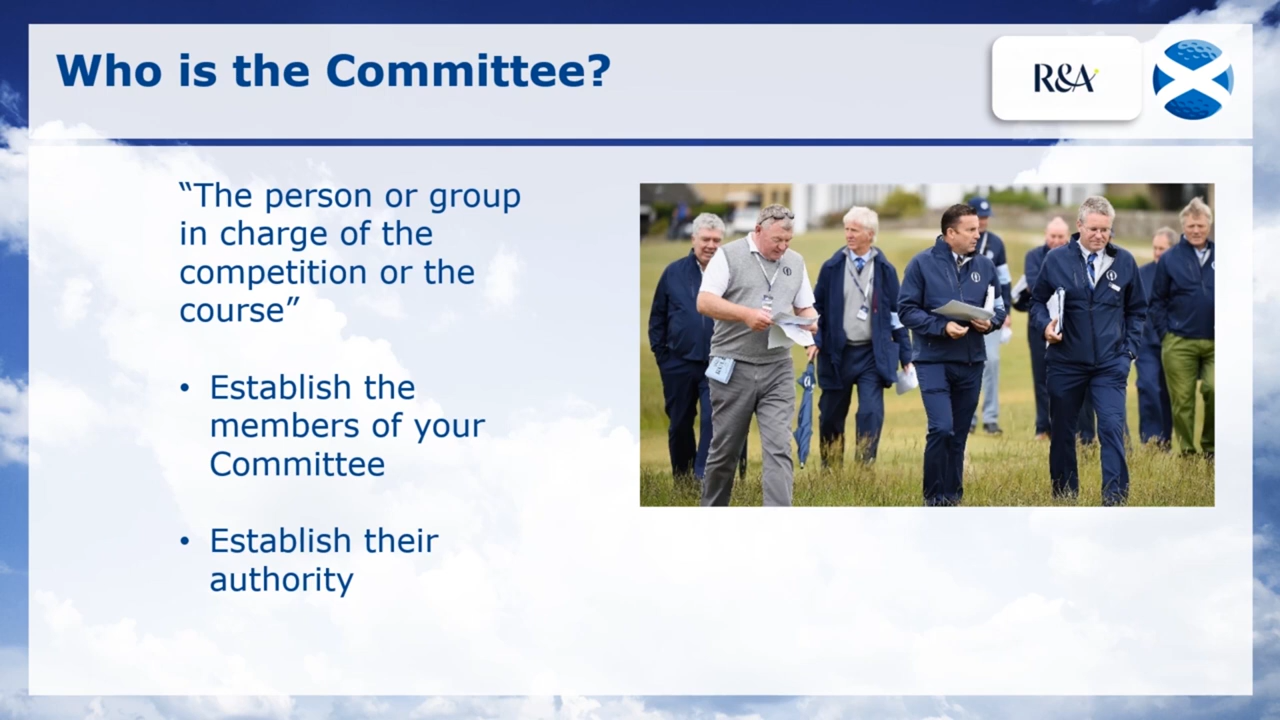 Who is the Committee?
R&A
“The person or group
in charge of the
competition or the
course”
• Establish the
members of your
Committee
• Establish their
authority